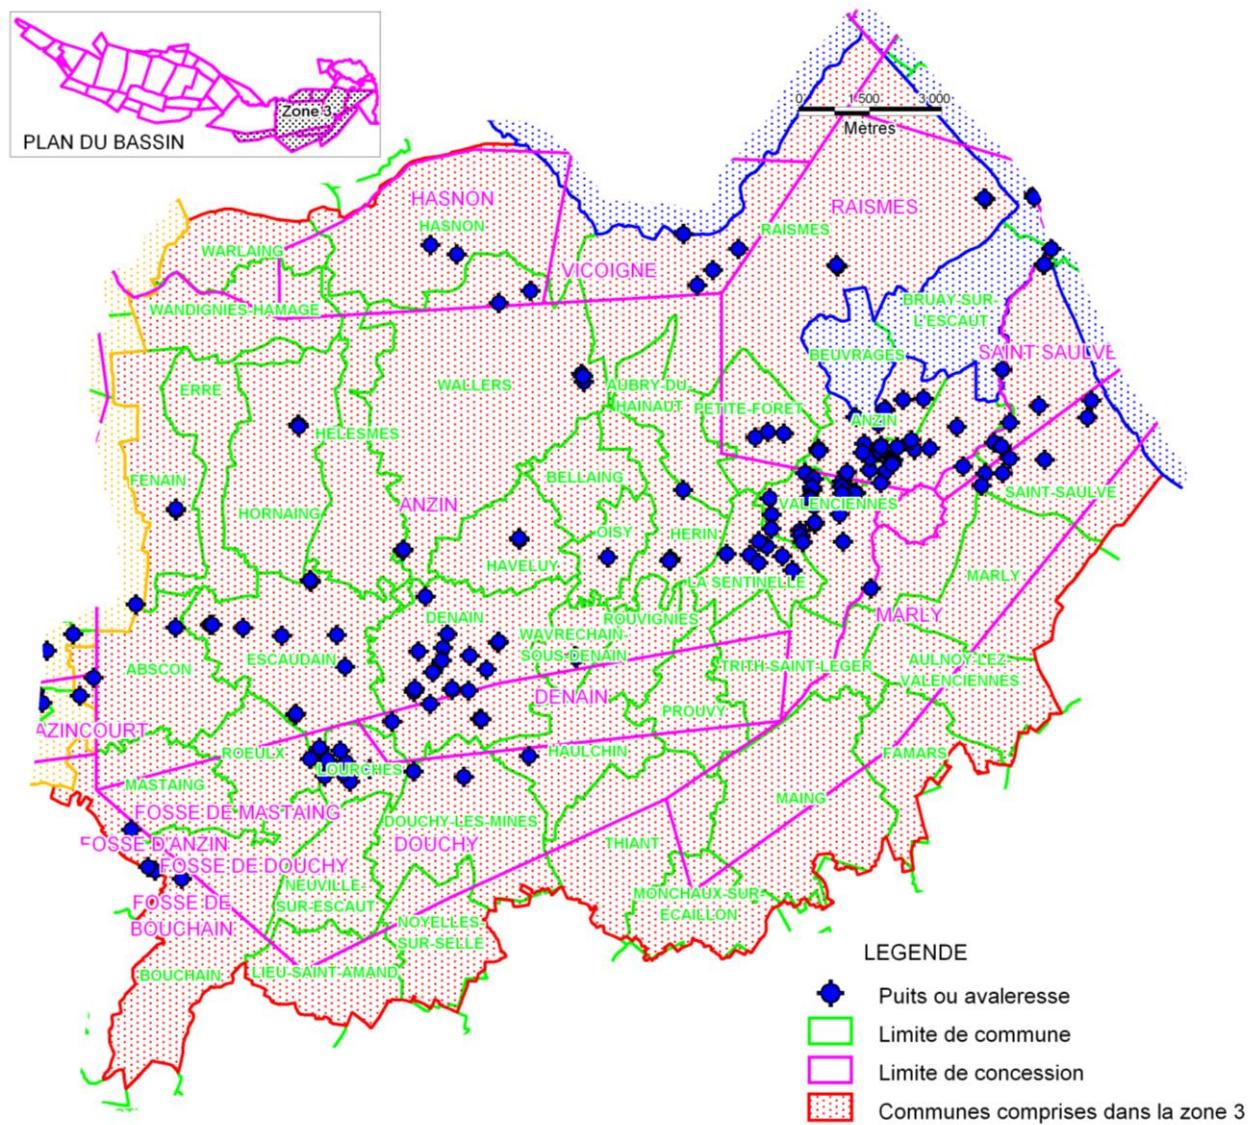 Zone 3
PLAN DU BASSIN
0 1 500 3 000
Mètres
HASNON
HASNON
RAISMES
RAISMES
WARLAING
VICOIGNE
WANDIGNIES-HAMAGE
BRUAY-SUR-
L'ESCAUT
BEUVRAGES
SAINT SAULVE
ERRE
WALLERS
AUBRY-DU-
HAINAUT
PETITE-FORET
ANZIN
HELESMES
FENAIN
BELLAING
HORNAING
ANZIN
VALENCIENNES
SAINT-SAULVE
OISY
HERIN
HAVELUY
LA SENTINELLE
MARLY
DENAIN
ROUVIGNIES
MARLY
WAVRECHAIN-
SOUS-DENAIN
ABSCON
ESCAUDAIN
TRITH-SAINT-LEGER
AULNOY-LEZ-
VALENCIENNES
DENAIN
PROUVY
AZINCOURT
ROEULX
HAULCHIN
FAMARS
LOURCHES
MASTAING
MAING
FOSSE DE MASTAING
DOUCHY-LES-MINES
FOSSE D'ANZIN
DOUCHY
THIANT
FOSSE DE DOUCHY
NEUVILLE-
SUR-ESCAUT
MONCHAUX-SUR-
ECAILLON
FOSSE DE
BOUCHAIN
NOYELLES-
SUR-SELLE
BOUCHAIN
LIEU-SAINT-AMAND
LEGENDE
Puits ou avaleresse
Limite de commune
Limite de concession
Communes comprises dans la zone 3